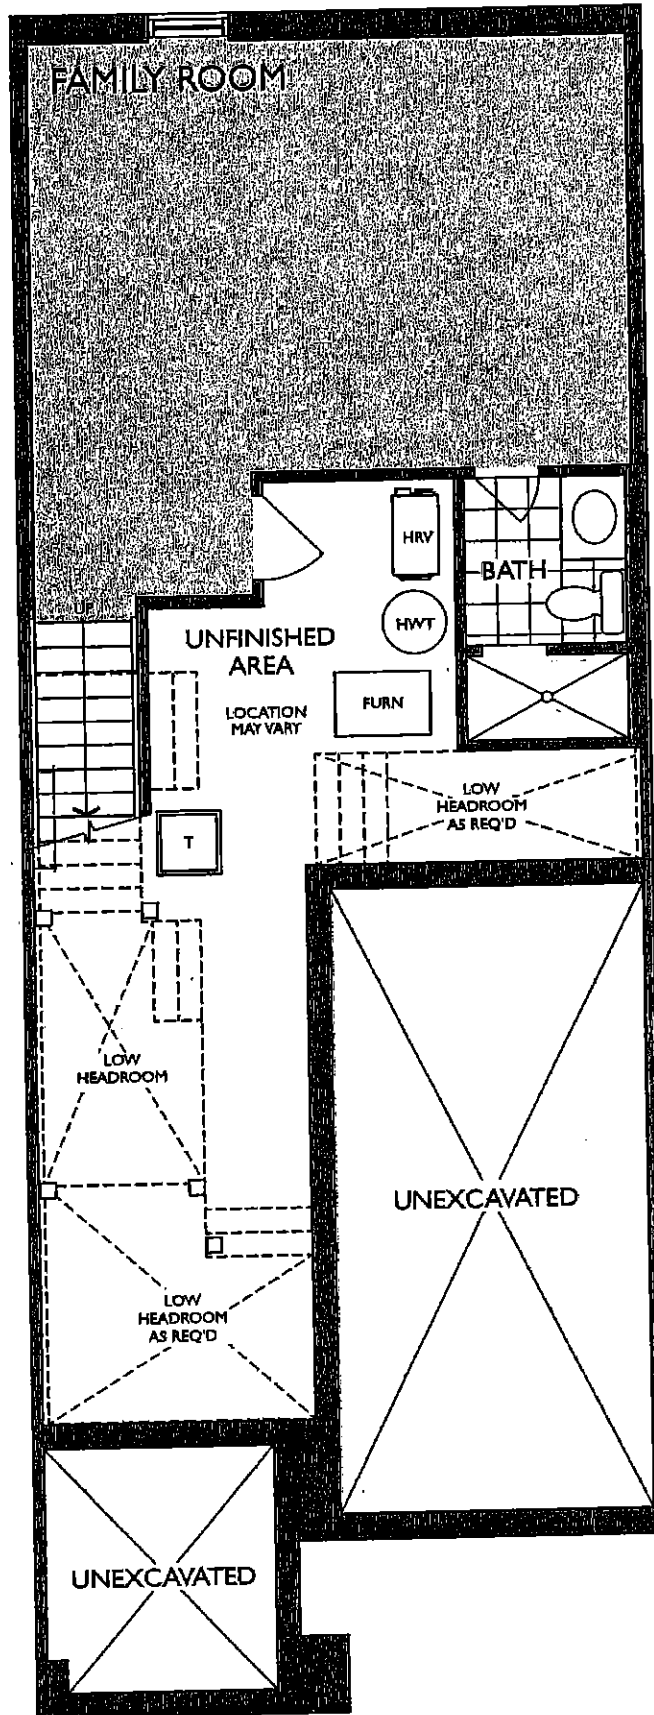 FAMILY ROOM
HRV
BATH
HWT
UP
UNFINISHED
AREA
LOCATION
MAY VARY
FURN
LOW
HEADROOM
AS REQ'D
T
LOW
HEADROOM
UNEXCAVATED
LOW
HEADROOM
AS REQ'D
UNEXCAVATED